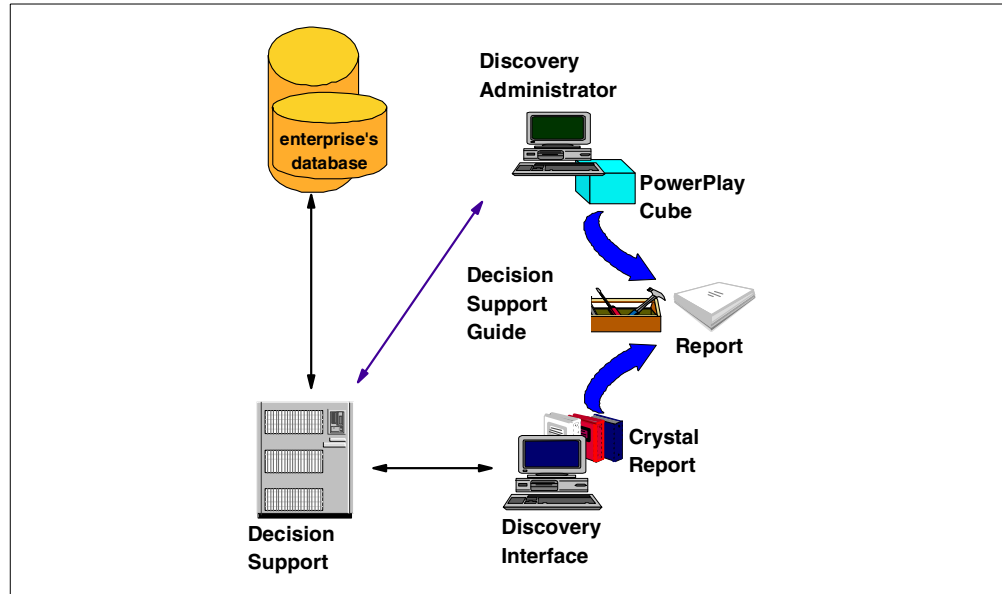 enterprise's
database
Discovery
Administrator
PowerPlay
Cube
Decision
Support
Guide
Report
Crystal
Report
Decision
Support
Discovery
Interface